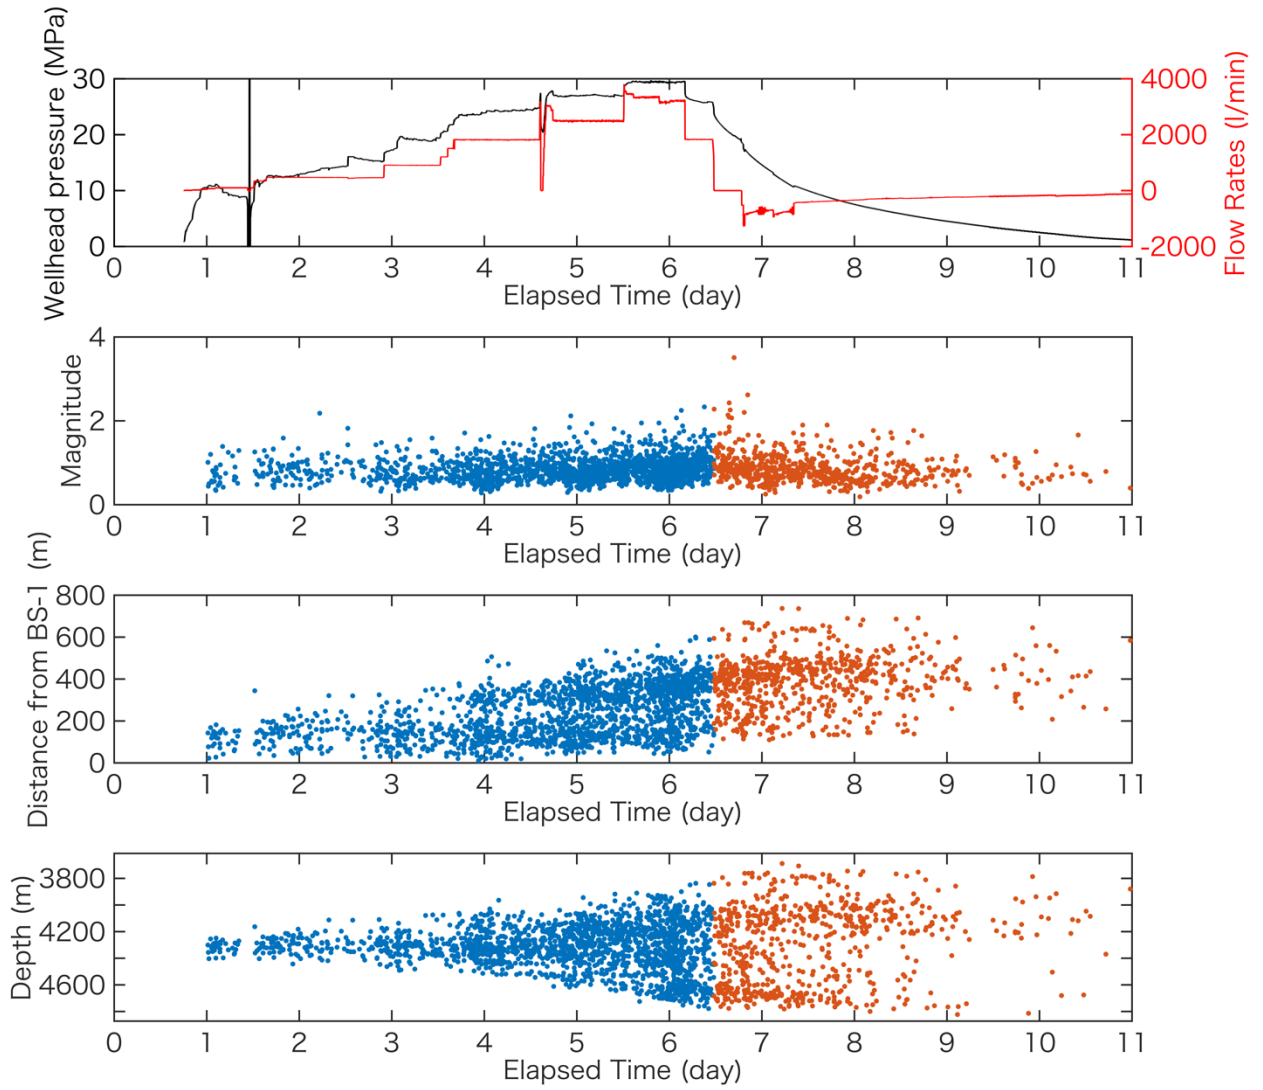 Wellhead pressure (MPa)
30
20
10
0
4000
2000
0
-2000
Flow Rates (l/min)
0 1 2 3 4 5 6 7 8 9 10 11
Elapsed Time (day)
Magnitude
4
2
0
0 1 2 3 4 5 6 7 8 9 10 11
Elapsed Time (day)
Distance from BS-1 (m)
800
600
400
200
0
0 1 2 3 4 5 6 7 8 9 10 11
Elapsed Time (day)
Depth (m)
3800
4200
4600
0 1 2 3 4 5 6 7 8 9 10 11
Elapsed Time (day)